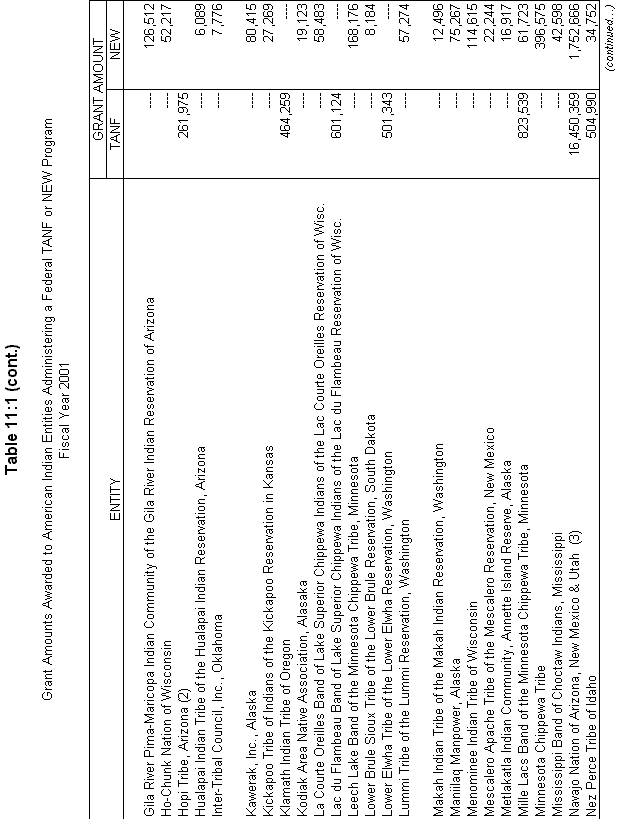 Table 11:1 (cont.)
Grant Amounts Awarded to American Indian Entities Administering a Federal TANF or NEW Program
Fiscal Year 2001
GRANT AMOUNT
ENTITY TANF NEW
Gila River Pima-Maricopa Indian Community of the Gila River Indian Reservation of Arizona ---- 126,512
Ho-Chunk Nation of Wisconsin ---- 52,217
Hopi Tribe, Arizona (2) 261,975
Hualapai Indian Tribe of the Hualapai Indian Reservation, Arizona ---- 6,089
Inter-Tribal Council, Inc., Oklahoma ---- 7,776
Kawerak, Inc., Alaska ---- 80,415
Kickapoo Tribe of Indians of the Kickapoo Reservation in Kansas ---- 27,269
Klamath Indian Tribe of Oregon 464,259 ----
Kodiak Area Native Association, Alasaka ---- 19,123
La Courte Oreilles Band of Lake Superior Chippewa Indians of the Lac Courte Oreilles Reservation of Wisc. ---- 58,483
Lac du Flambeau Band of Lake Superior Chippewa Indians of the Lac du Flambeau Reservation of Wisc. 601,124 ----
Leech Lake Band of the Minnesota Chippewa Tribe, Minnesota ---- 168,176
Lower Brule Sioux Tribe of the Lower Brule Reservation, South Dakota ---- 8,184
Lower Elwha Tribe of the Lower Elwha Reservation, Washington 501,343 ----
Lummi Tribe of the Lummi Reservation, Washington ---- 57,274
Makah Indian Tribe of the Makah Indian Reservation, Washington ---- 12,496
Maniilaq Manpower, Alaska ---- 75,267
Menominee Indian Tribe of Wisconsin ---- 114,615
Mescalero Apache Tribe of the Mescalero Reservation, New Mexico ---- 22,244
Metlakatla Indian Community, Annette Island Reserve, Alaska ---- 16,917
Mille Lacs Band of the Minnesota Chippewa Tribe, Minnesota 823,539 61,723
Minnesota Chippewa Tribe ---- 396,575
Mississippi Band of Choctaw Indians, Mississippi ---- 42,598
Navajo Nation of Arizona, New Mexico & Utah (3) 16,450,359 1,752,666
Nez Perce Tribe of Idaho 504,990 34,752
(continued...)